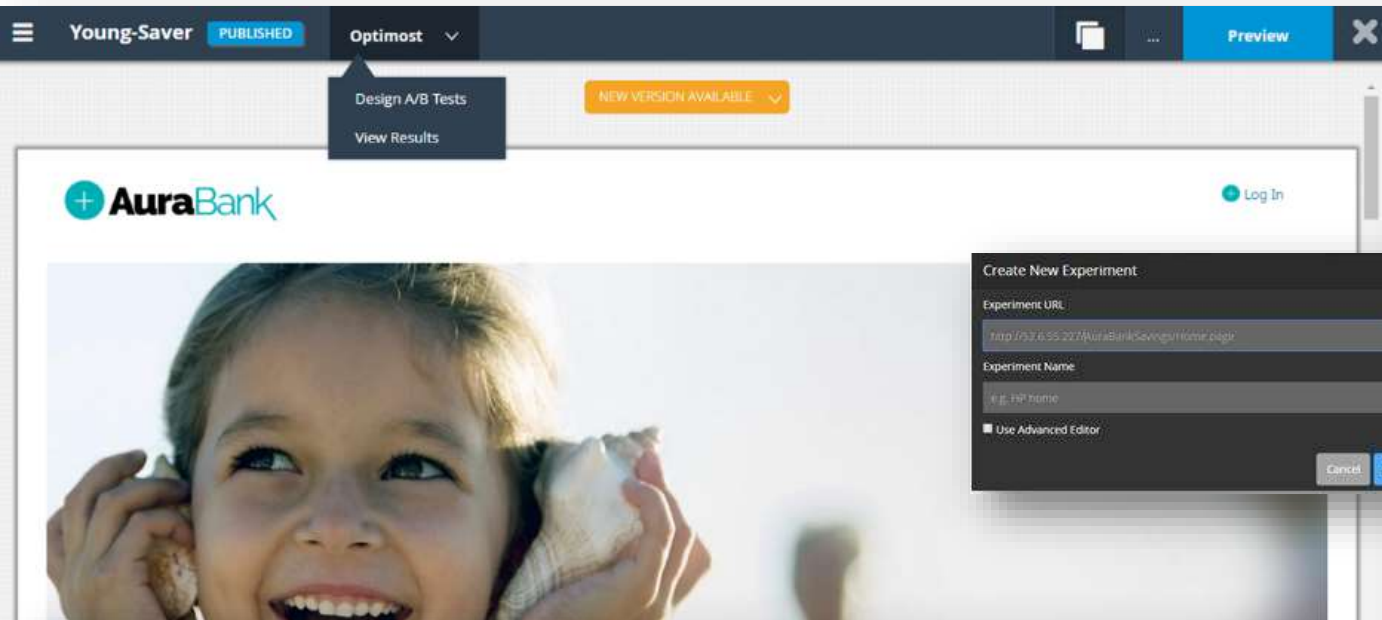 Young-Saver PUBLISHED Optimost ... Preview
Design A/B Tests
NEW VERSION AVAILABLE
View Results
AuraBank
Log In
Create New Experiment
Experiment URL
Experiment Name
e.g. HP home
Use Advanced Editor
Cancel